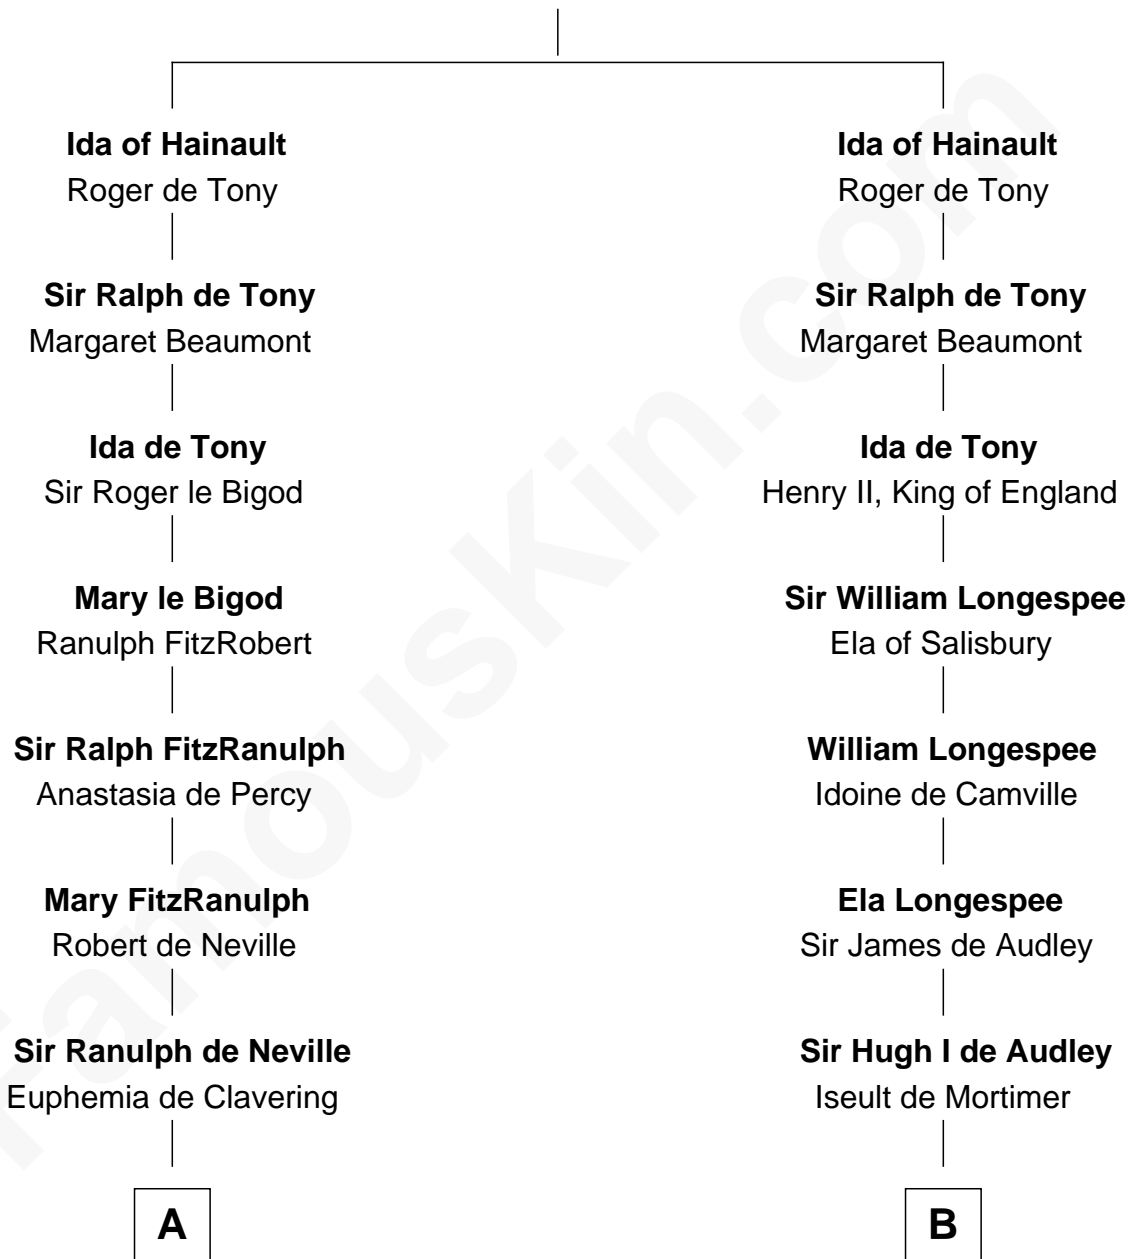 Ida of Hainault
Roger de Tony
Sir Ralph de Tony
Margaret Beaumont
Ida de Tony
Sir Roger le Bigod
Mary le Bigod
Ranulph FitzRobert
Sir Ralph FitzRanulph
Anastasia de Percy
Mary FitzRanulph
Robert de Neville
Sir Ranulph de Neville
Euphemia de Clavering
A
Ida of Hainault
Roger de Tony
Sir Ralph de Tony
Margaret Beaumont
Ida de Tony
Henry II, King of England
Sir William Longespee
Ela of Salisbury
William Longespee
Idoine de Camville
Ela Longespee
Sir James de Audley
Sir Hugh I de Audley
Iseult de Mortimer
B
FamousKin.com